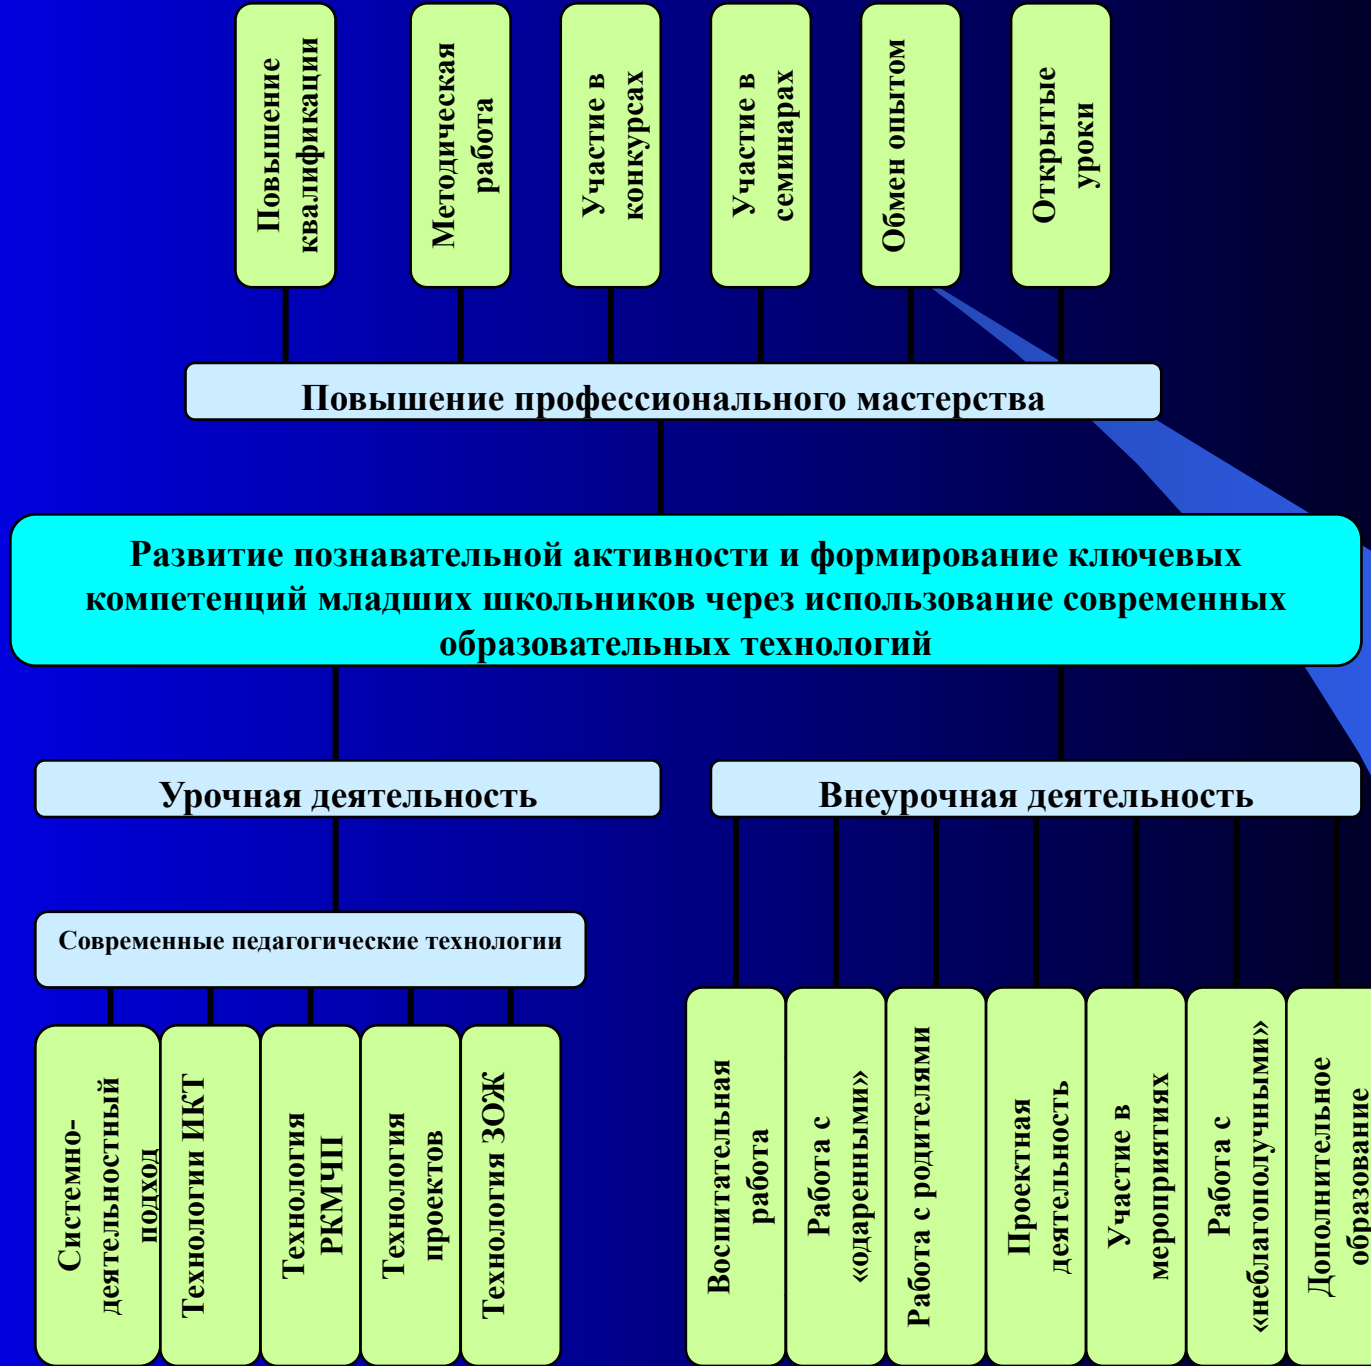 Повышение
квалификации
Методическая
работа
Участие в
конкурсах
Участие в
семинарах
Обмен опытом
Открытые
уроки
Повышение профессионального мастерства
Развитие познавательной активности и формирование ключевых
компетенций младших школьников через использование современных
образовательных технологий
Урочная деятельность
Внеурочная деятельность
Современные педагогические технологии
Системно-
деятельностный
подход
Технологии ИКТ
Технология
РКМЧП
Технология
проектов
Технология ЗОЖ
Воспитательная
работа
Работа с
«одаренными»
Работа с родителями
Проектная
деятельность
Участие в
мероприятиях
Работа с
«неблагополучными»
Дополнительное
образование